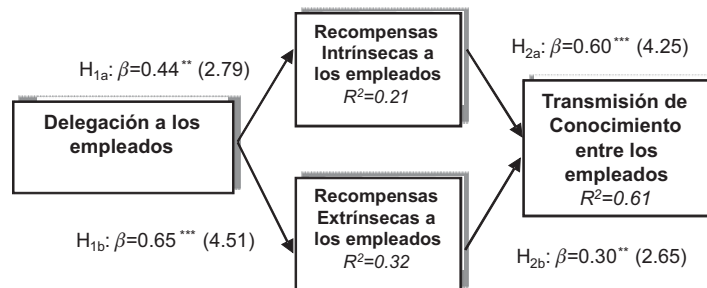 Recompensas
Intrínsecas a
los empleados
R²=0.21
H1a: β=0.44** (2.79)
H2a: β=0.60*** (4.25)
Delegación a los
empleados
Transmisión de
Conocimiento
entre los
empleados
R²=0.61
Recompensas
Extrínsecas a
los empleados
R²=0.32
H1b: β=0.65*** (4.51)
H2b: β=0.30** (2.65)